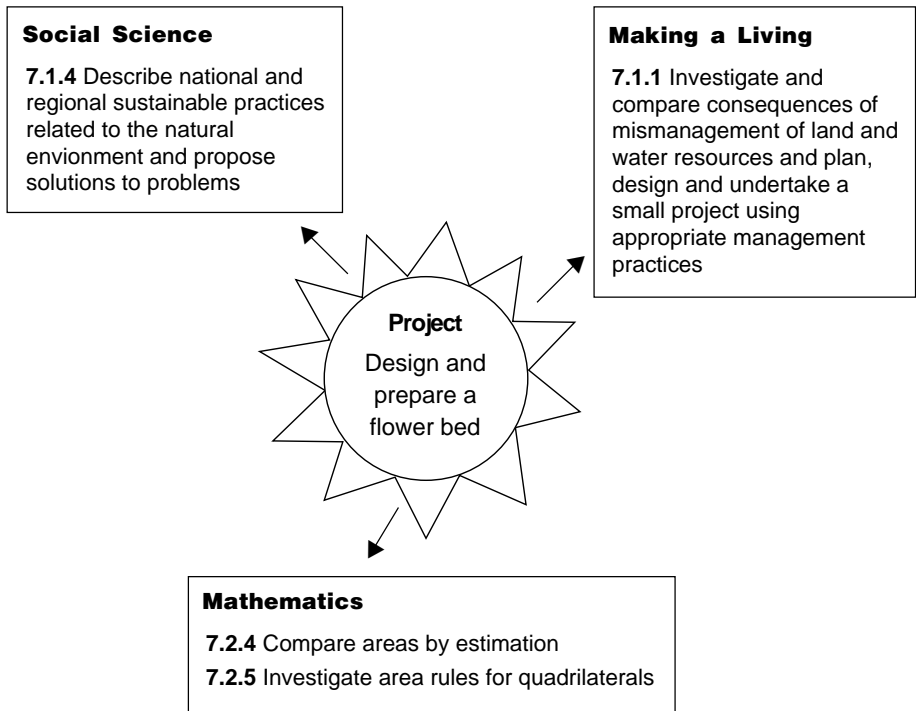 Social Science
7.1.4 Describe national and
regional sustainable practices
related to the natural
envionment and propose
solutions to problems
Making a Living
7.1.1 Investigate and
compare consequences of
mismanagement of land and
water resources and plan,
design and undertake a
small project using
appropriate management
practices
Project
Design and
prepare a
flower bed
Mathematics
7.2.4 Compare areas by estimation
7.2.5 Investigate area rules for quadrilaterals